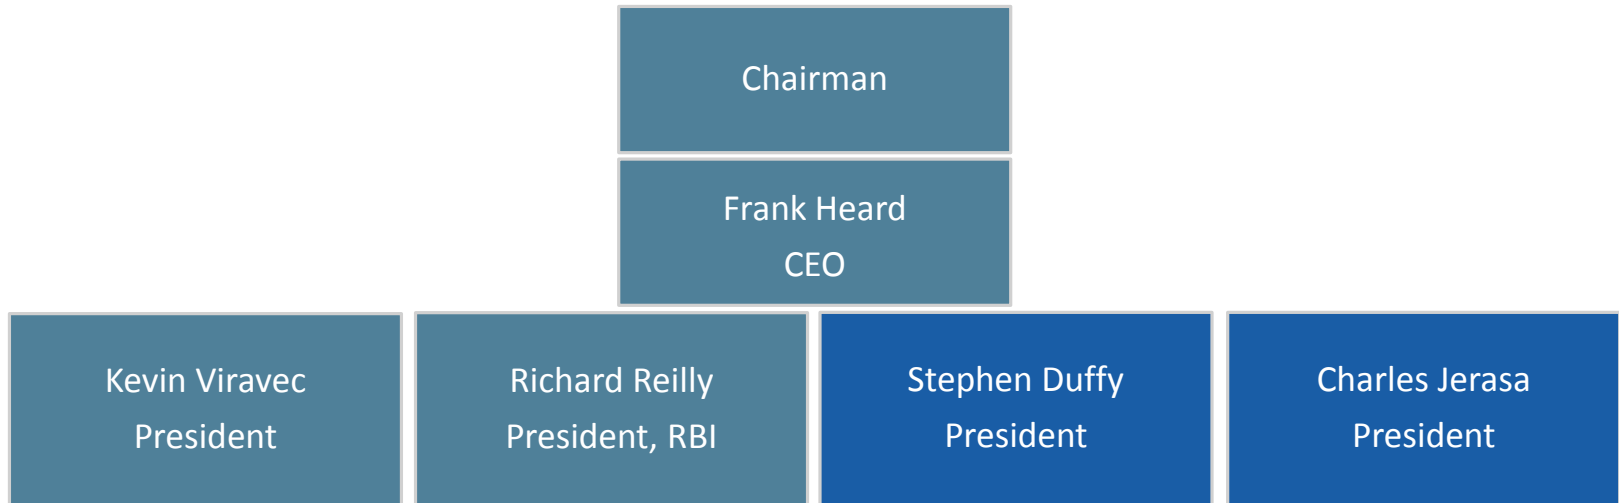 Chairman
Frank Heard
CEO
Kevin Viravec
President
Richard Reilly
President, RBI
Stephen Duffy
President
Charles Jerasa
President